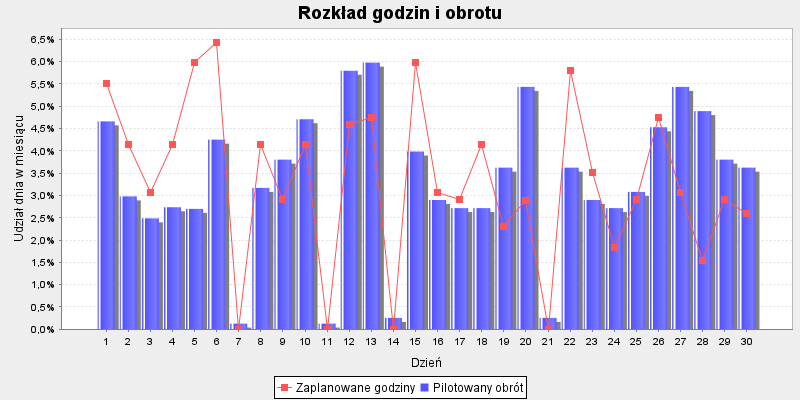 Rozkład godzin i obrotu
Udział dnia w miesiącu
6,5%
6,0%
5,5%
5,0%
4,5%
4,0%
3,5%
3,0%
2,5%
2,0%
1,5%
1,0%
0,5%
0,0%
1 2 3 4 5 6 7 8 9 10 11 12 13 14 15 16 17 18 19 20 21 22 23 24 25 26 27 28 29 30
Dzień
Zaplanowane godziny Pilotowany obrót